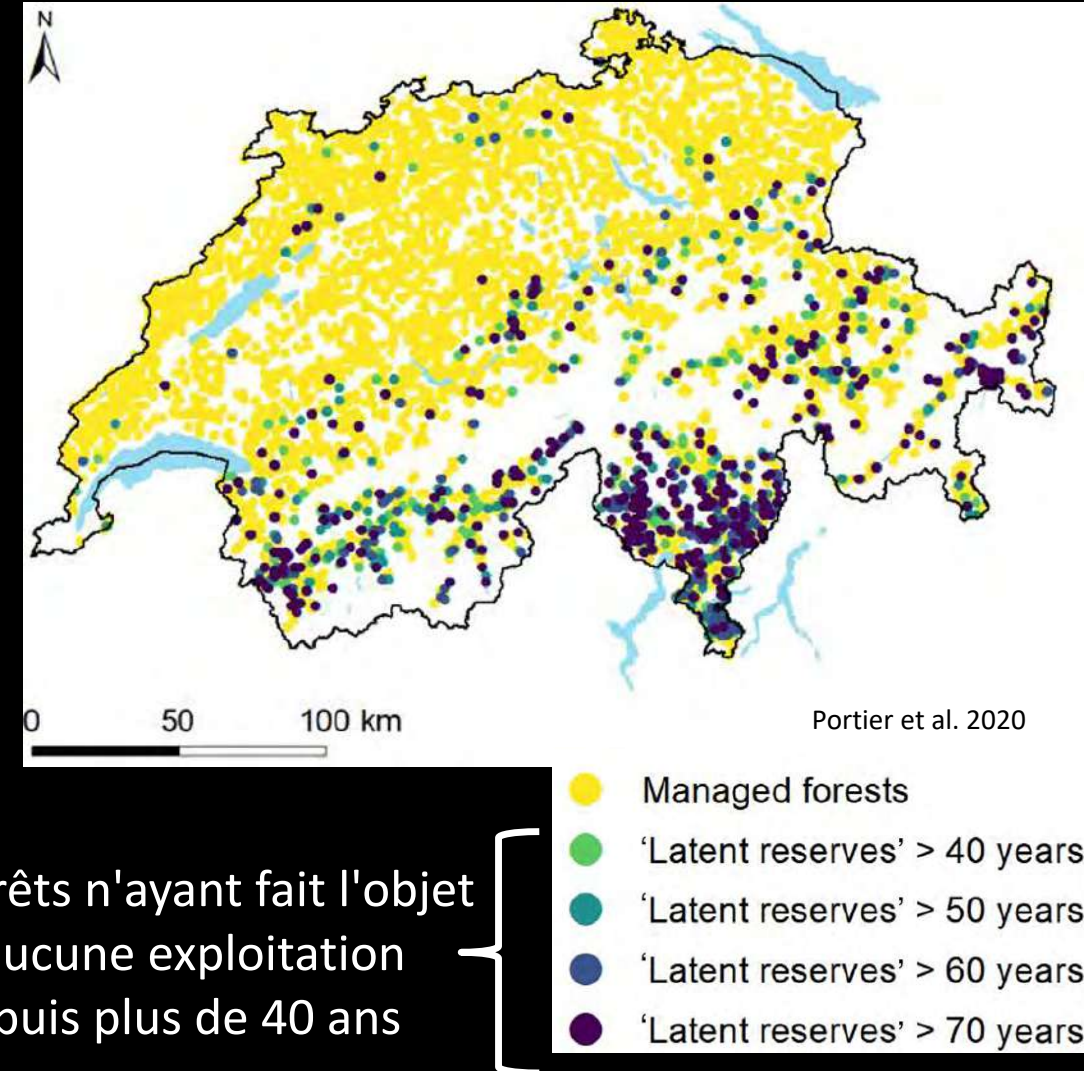 N
0 50 100 km
Portier et al. 2020
Managed forests
‘Latent reserves’ > 40 years
‘Latent reserves’ > 50 years
‘Latent reserves’ > 60 years
‘Latent reserves’ > 70 years
rêts n'ayant fait l'objet
ucune exploitation
puis plus de 40 ans